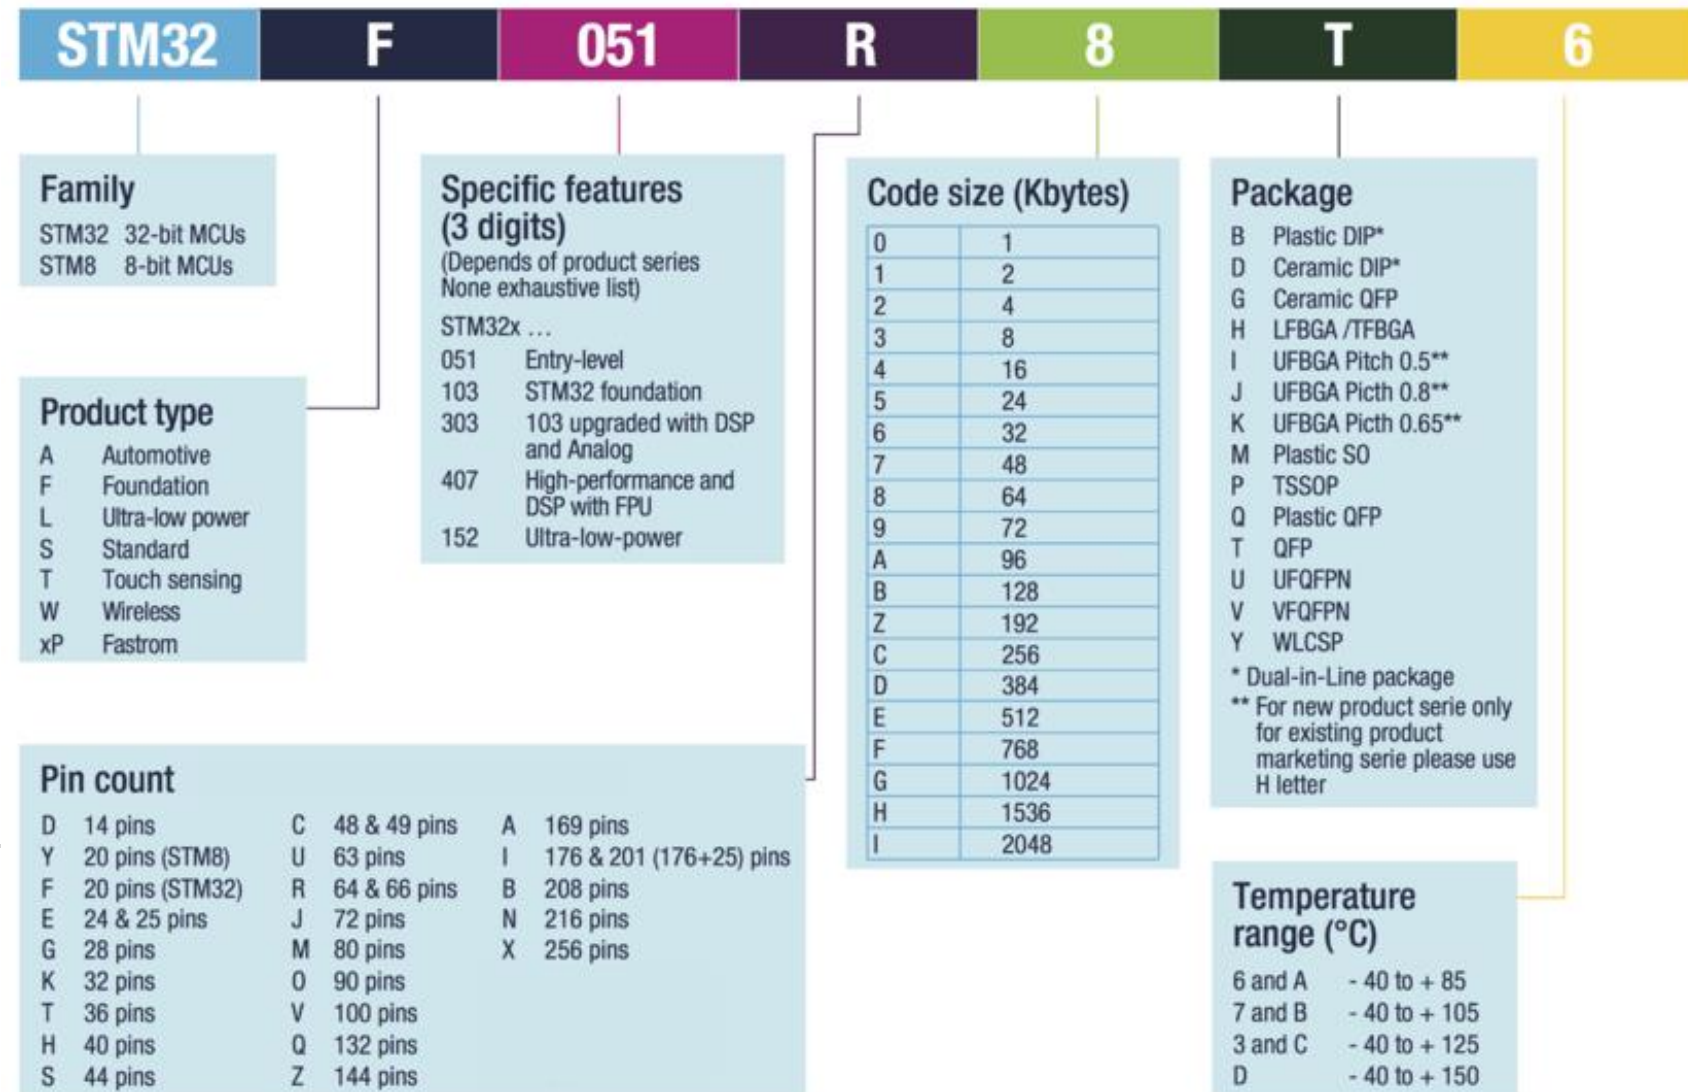 STM32 F 051 R 8 T 6
Family
STM32 32-bit MCUs
STM8 8-bit MCUs
Product type
A Automotive
F Foundation
L Ultra-low power
S Standard
T Touch sensing
W Wireless
xP Fastrom
Specific features
(3 digits)
(Depends of product series
None exhaustive list)
STM32x ...
051 Entry-level
103 STM32 foundation
303 103 upgraded with DSP
and Analog
407 High-performance and
DSP with FPU
152 Ultra-low-power
Pin count
D 14 pins
Y 20 pins (STM8)
F 20 pins (STM32)
E 24 & 25 pins
G 28 pins
K 32 pins
T 36 pins
H 40 pins
S 44 pins
C 48 & 49 pins
U 63 pins
R 64 & 66 pins
J 72 pins
M 80 pins
O 90 pins
V 100 pins
Q 132 pins
Z 144 pins
A 169 pins
I 176 & 201 (176+25) pins
B 208 pins
N 216 pins
X 256 pins
Code size (Kbytes)
0 1
1 2
2 4
3 8
4 16
5 24
6 32
7 48
8 64
9 72
A 96
B 128
Z 192
C 256
D 384
E 512
F 768
G 1024
H 1536
I 2048
Package
B Plastic DIP*
D Ceramic DIP*
G Ceramic QFP
H LFBGA /TFBGA
I UFBGA Pitch 0.5**
J UFBGA Picth 0.8**
K UFBGA Picth 0.65**
M Plastic SO
P TSSOP
Q Plastic QFP
T QFP
U UFQFPN
V VFQFPN
Y WLCSP
* Dual-in-Line package
** For new product serie only
for existing product
marketing serie please use
H letter
Temperature
range (°C)
6 and A - 40 to + 85
7 and B - 40 to + 105
3 and C - 40 to + 125
D - 40 to + 150